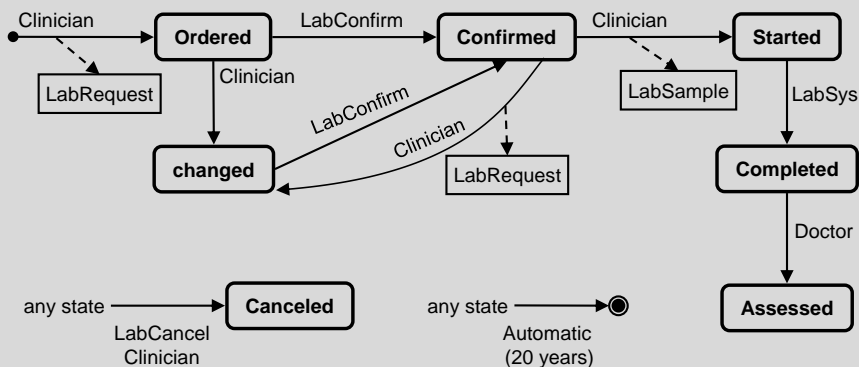 Clinician
Ordered
LabConfirm
Confirmed
Clinician
Started
LabRequest
Clinician
LabConfirm
LabSample
LabSys
Clinician
changed
LabRequest
Completed
Doctor
any state
Canceled
LabCancel
Clinician
any state
Automatic
(20 years)
Assessed